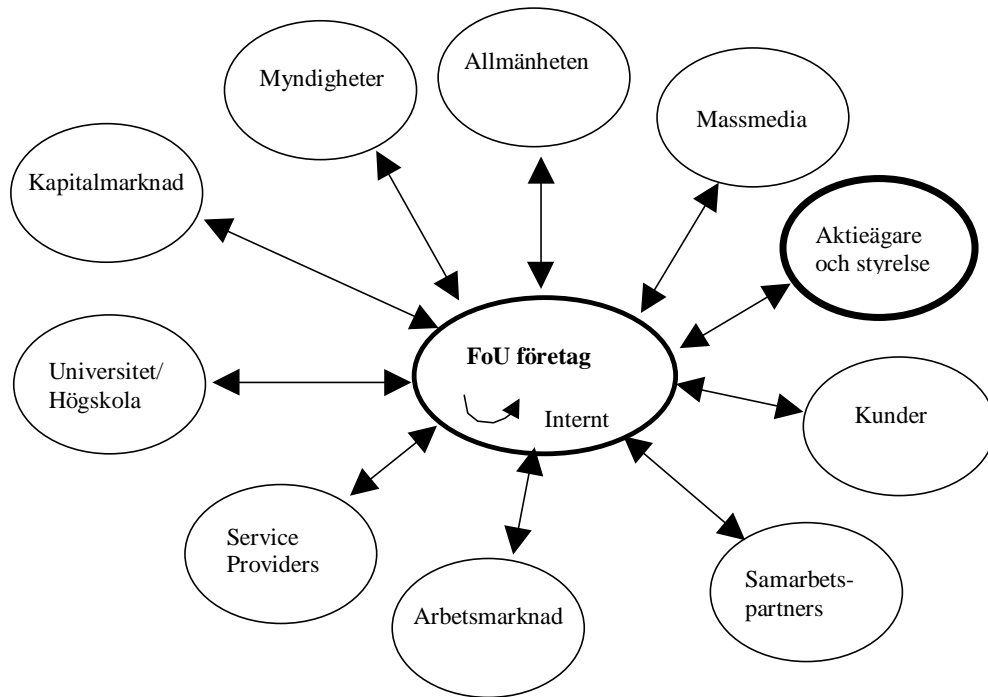 Allmänheten
Myndigheter
Massmedia
Kapitalmarknad
Aktieägare
och styrelse
FoU företag
Internt
Universitet/
Högskola
Kunder
Service
Providers
Samarbets-
partners
Arbetsmarknad